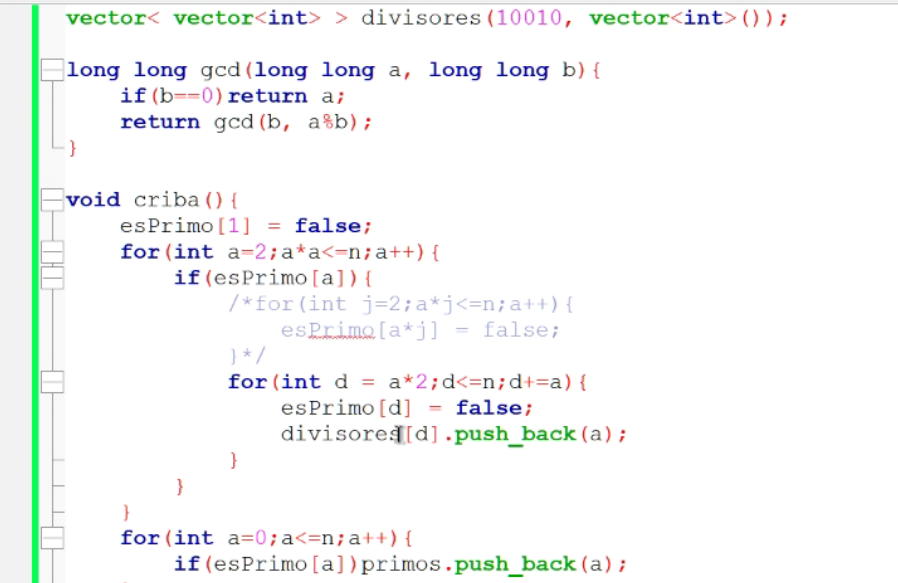 vector< vector<int> > divisores(10010, vector<int>());
long long gcd(long long a, long long b){
if(b==0)return a;
return gcd(b, a%b);
}
void criba(){
esPrimo[1] = false;
for(int a=2;a*a<=n;a++){
if(esPrimo[a]){
/*for(int j=2;a*j<=n;a++){
esPrimo[a*j] = false;
}*/
for(int d = a*2;d<=n;d+=a){
esPrimo[d] = false;
divisores[d].push_back(a);
}
}
}
for(int a=0;a<=n;a++){
if(esPrimo[a])primos.push_back(a);